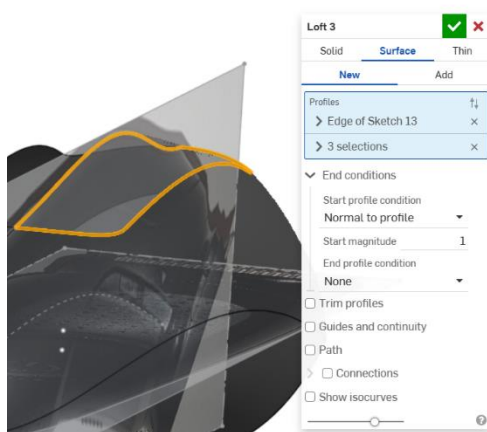 Loft 3
Solid Surface Thin
New Add
Profiles
Edge of Sketch 13
3 selections
End conditions
Start profile condition
Normal to profile
Start magnitude 1
End profile condition
None
Trim profiles
Guides and continuity
Path
Connections
Show isocurves